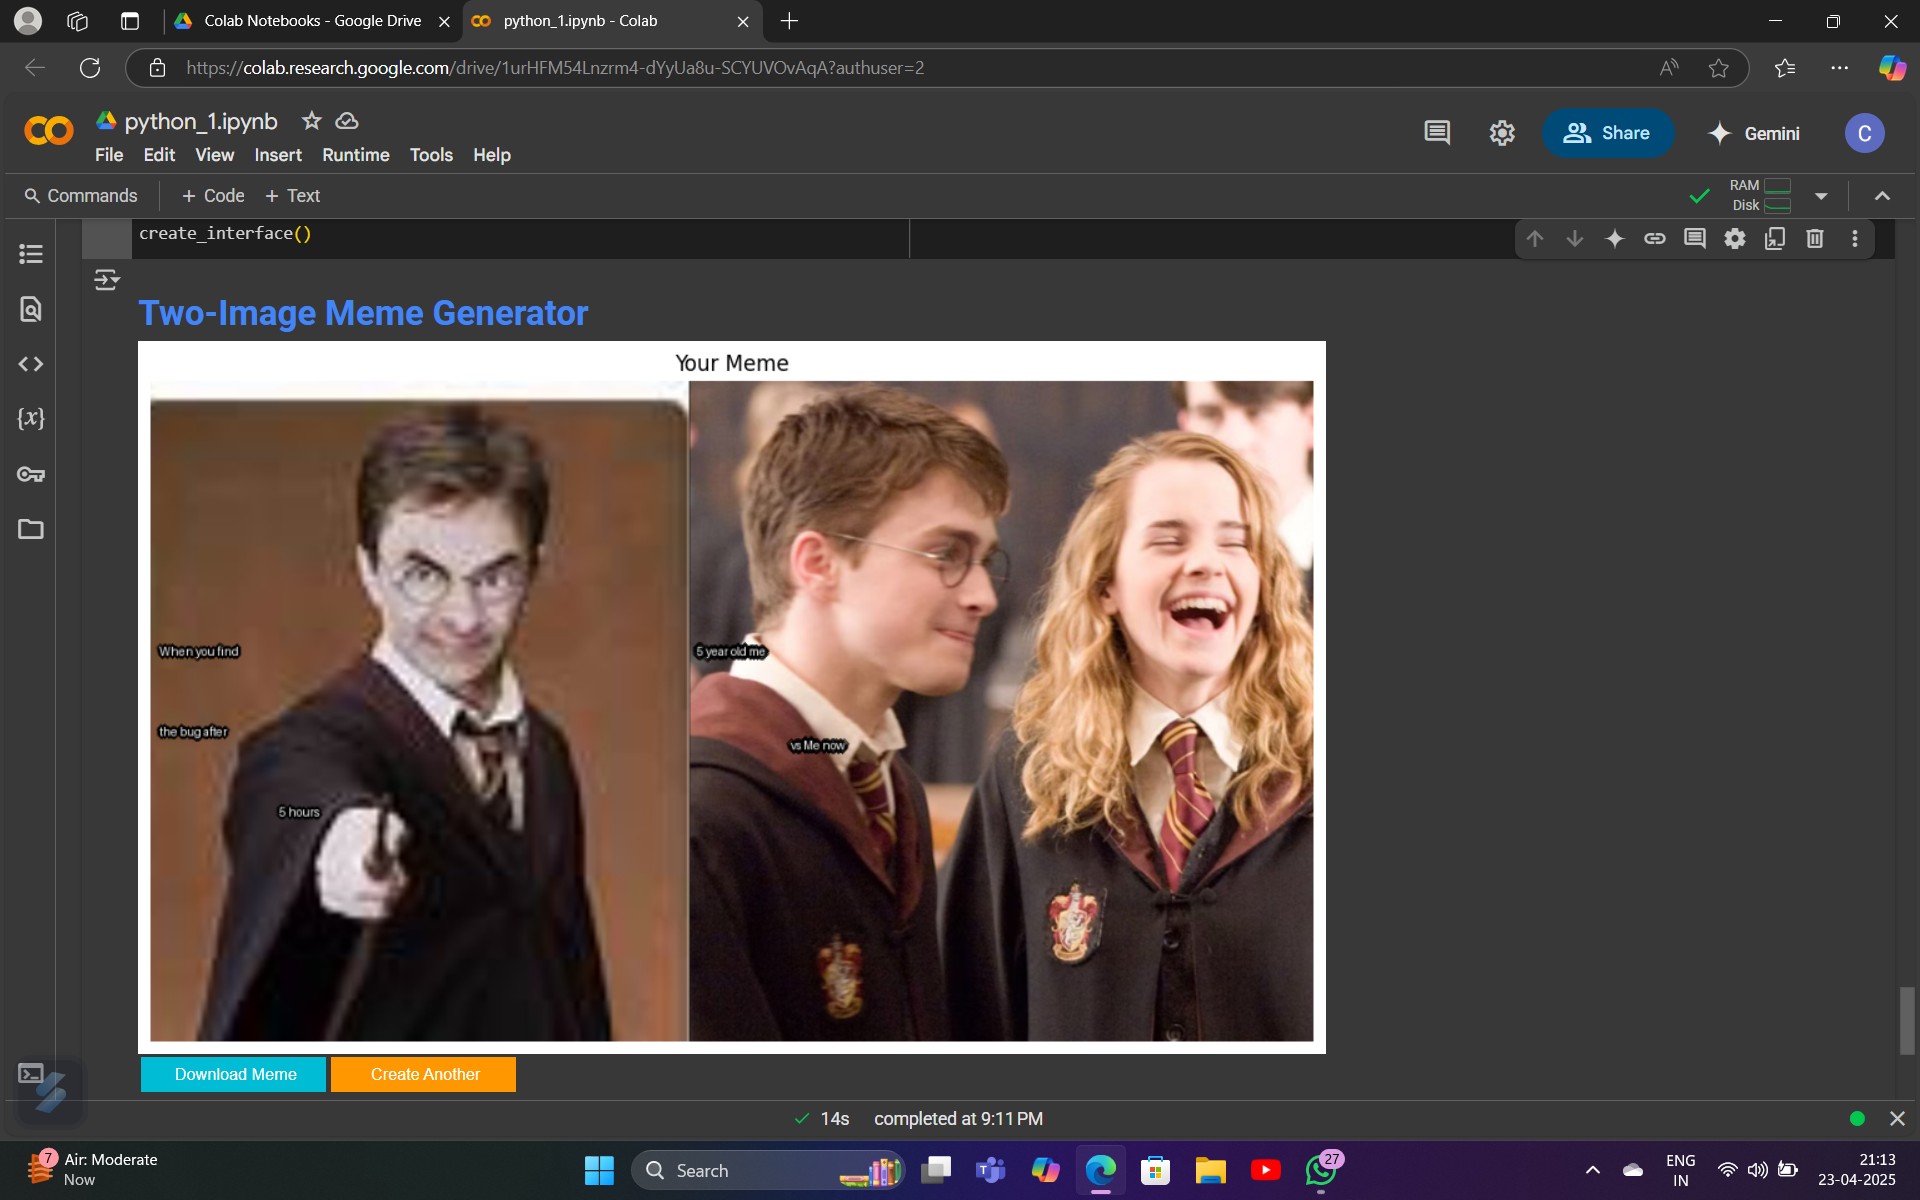 Colab Notebooks - Google Drive
python_1.ipynb - Colab
https://colab.research.google.com/drive/1urHFM54Lnzrm4-dYyUa8u-SCYUVOvAqA?authuser=2
python_1.ipynb
Share
Gemini
C
File Edit View Insert Runtime Tools Help
Commands + Code + Text
RAM
Disk
create_interface()
Two-Image Meme Generator
Your Meme
When you find
the bug after
5 hours
5 year old me
vs Me now
Download Meme
Create Another
14s completed at 9:11 PM
7
Air: Moderate
Now
Search
27
ENG
IN
21:13
23-04-2025